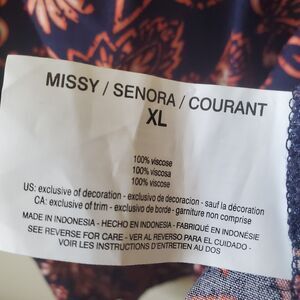 MISSY / SENORA / COURANT
XL
100% viscose
100% viscosa
100% viscose
US: exclusive of decoration - exclusivo de decoracion - sauf la décoration
CA: exclusive of trim - exclusivo de borde - garniture non comprise
MADE IN INDONESIA - HECHO EN INDONESIA - FABRIQUÉ EN INDONÉSIE
SEE REVERSE FOR CARE - VER AL REVERSO PARA EL CUIDADO -
VOIR LES INSTRUCTIONS D'ENTRETIEN AU DOS